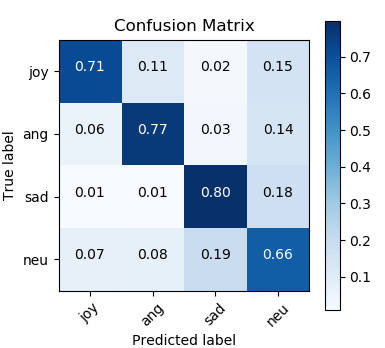 Confusion Matrix
True label
joy 0.71 0.11 0.02 0.15
ang 0.06 0.77 0.03 0.14
sad 0.01 0.01 0.80 0.18
neu 0.07 0.08 0.19 0.66
joy ang sad neu
Predicted label
0.7
0.6
0.5
0.4
0.3
0.2
0.1